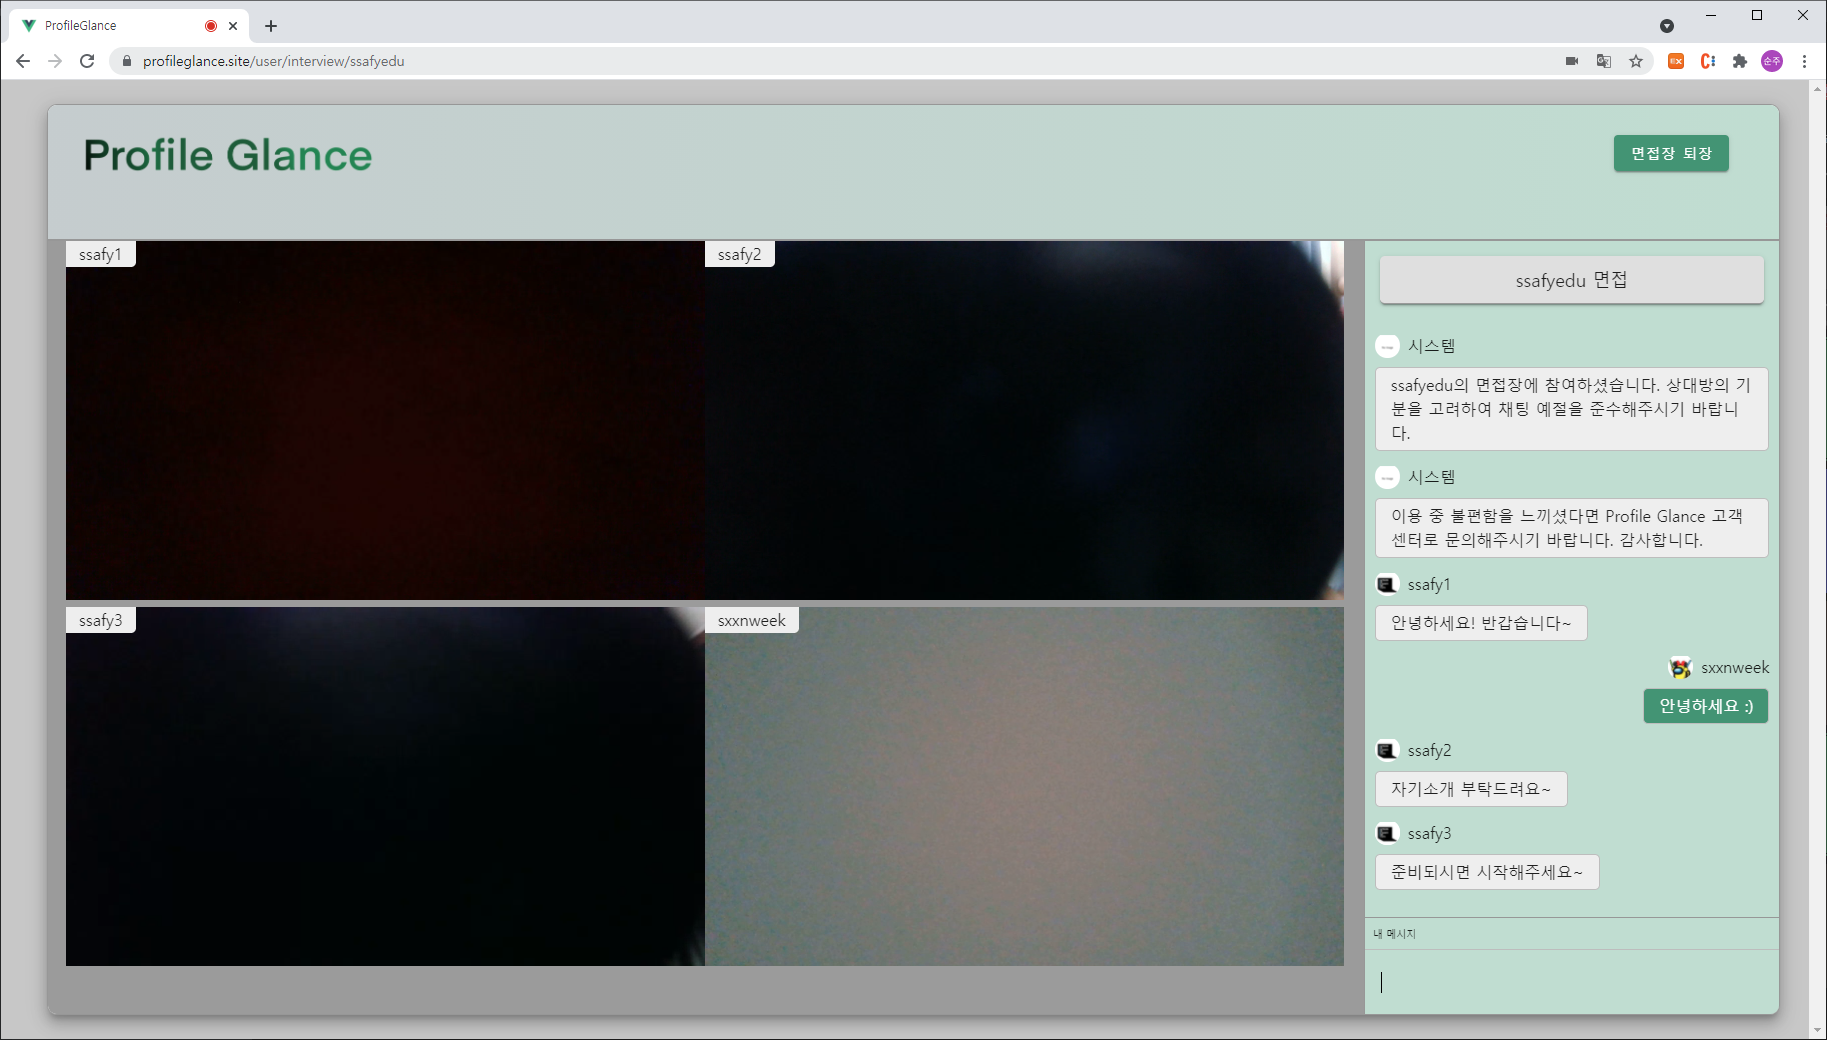 ProfileGlance
profileglance.site/user/interview/ssafyedu
순주
Profile Glance
면접장 퇴장
ssafy1
ssafy2
ssafy3
sxxnweek
ssafyedu 면접
시스템
ssafyedu의 면접장에 참여하셨습니다. 상대방의 기
분을 고려하여 채팅 예절을 준수해주시기 바랍니
다.
시스템
이용 중 불편함을 느끼셨다면 Profile Glance 고객
센터로 문의해주시기 바랍니다. 감사합니다.
ssafy1
안녕하세요! 반갑습니다~
sxxnweek
안녕하세요 :)
ssafy2
자기소개 부탁드려요~
ssafy3
준비되시면 시작해주세요~
내 메시지